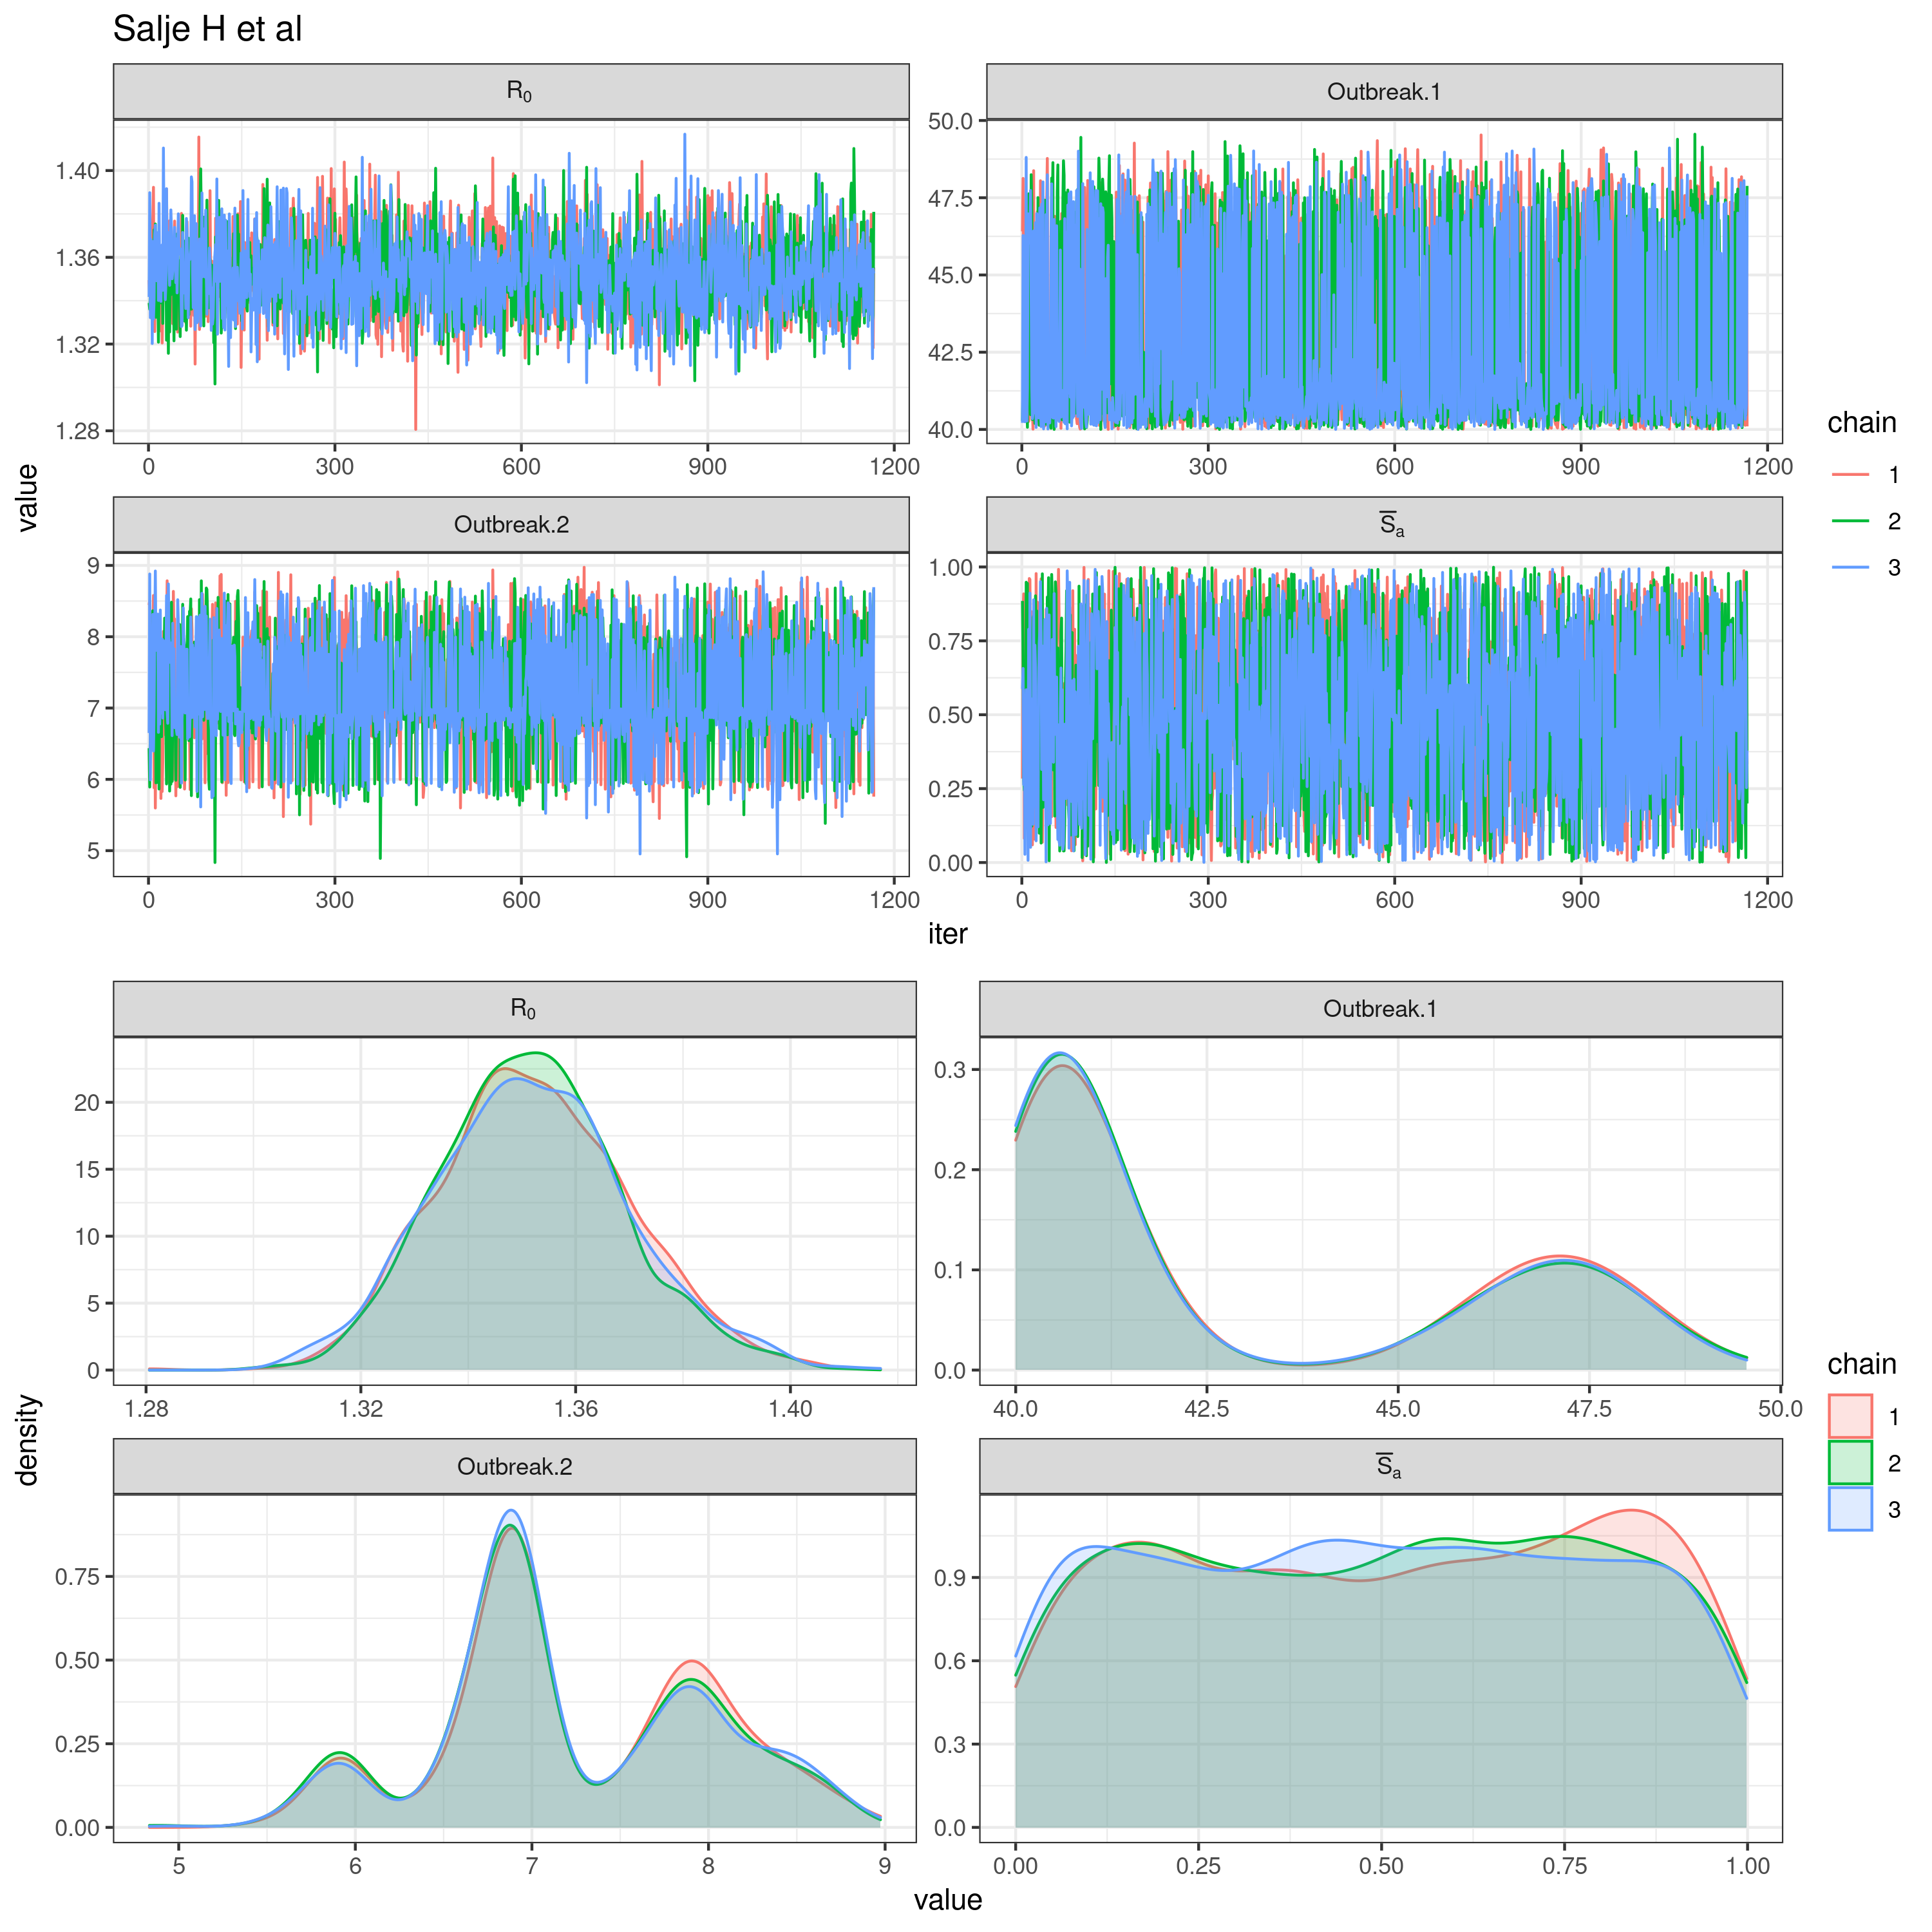 Salje H et al
R₀
Outbreak.1
1.40
1.36
1.32
1.28
0 300 600 900 1200
50.0
47.5
45.0
42.5
40.0
0 300 600 900 1200
Outbreak.2
S̅ₐ
9
8
7
6
5
0 300 600 900 1200
1.00
0.75
0.50
0.25
0.00
0 300 600 900 1200
value
iter
chain
1
2
3
R₀
Outbreak.1
20
15
10
5
0
1.28 1.32 1.36 1.40
0.3
0.2
0.1
0.0
40.0 42.5 45.0 47.5 50.0
Outbreak.2
S̅ₐ
0.75
0.50
0.25
0.00
5 6 7 8 9
0.9
0.6
0.3
0.0
0.00 0.25 0.50 0.75 1.00
density
value
chain
1
2
3